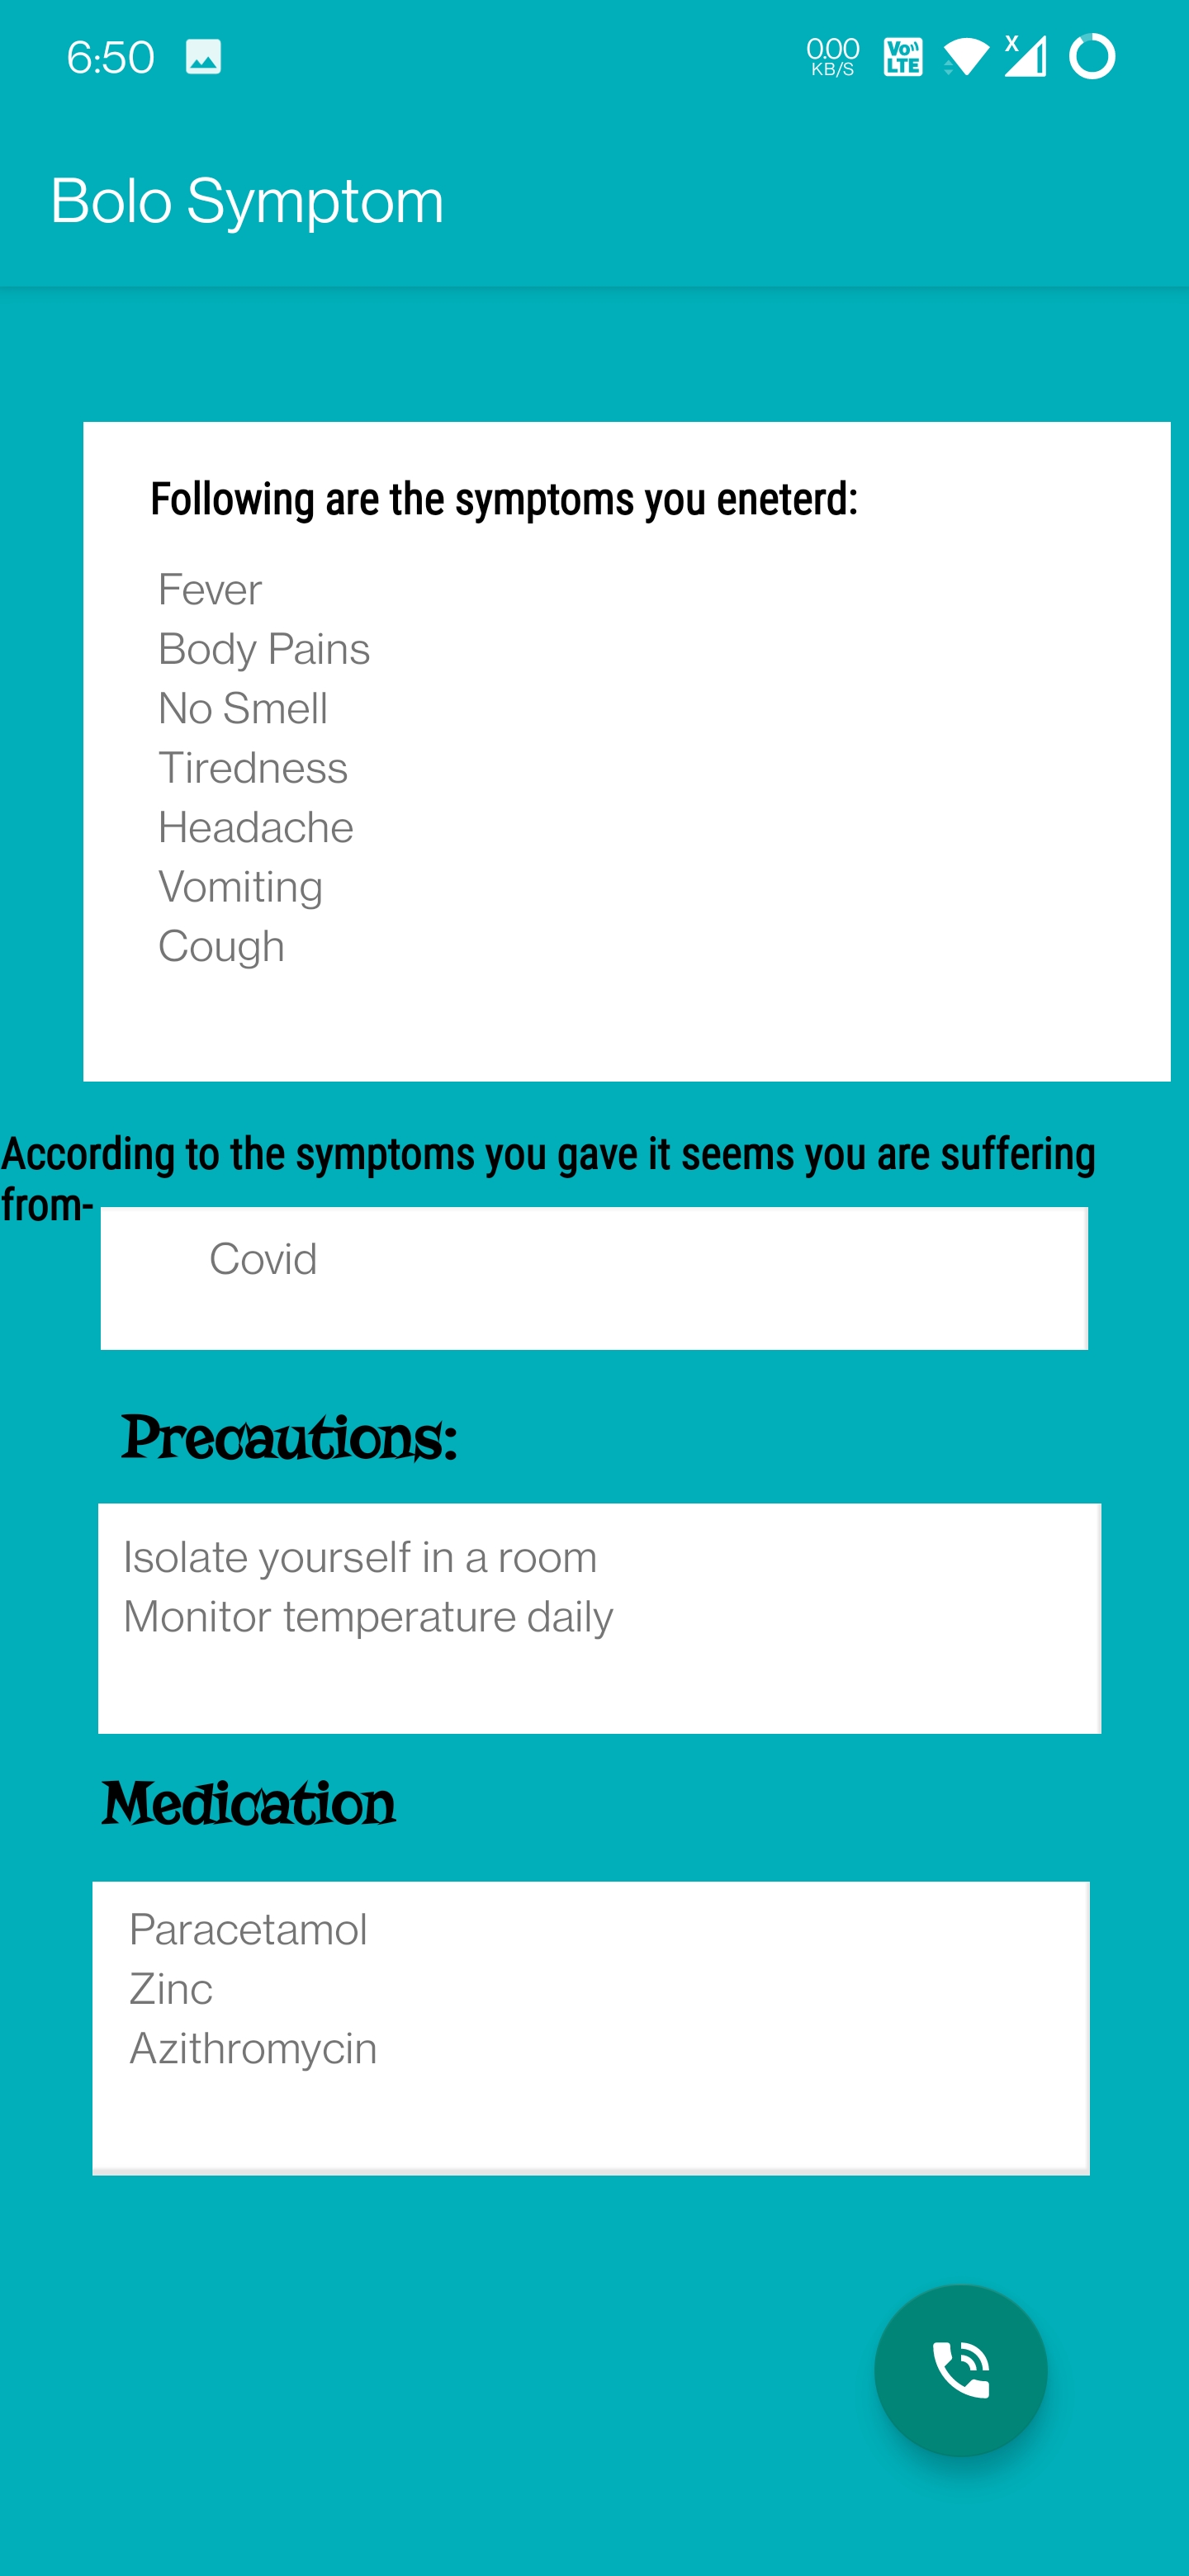 6:50
0.00
KB/S
Vo))
LTE
X
Bolo Symptom
Following are the symptoms you eneterd:
Fever
Body Pains
No Smell
Tiredness
Headache
Vomiting
Cough
According to the symptoms you gave it seems you are suffering
from-
Covid
Precautions:
Isolate yourself in a room
Monitor temperature daily
Medication
Paracetamol
Zinc
Azithromycin